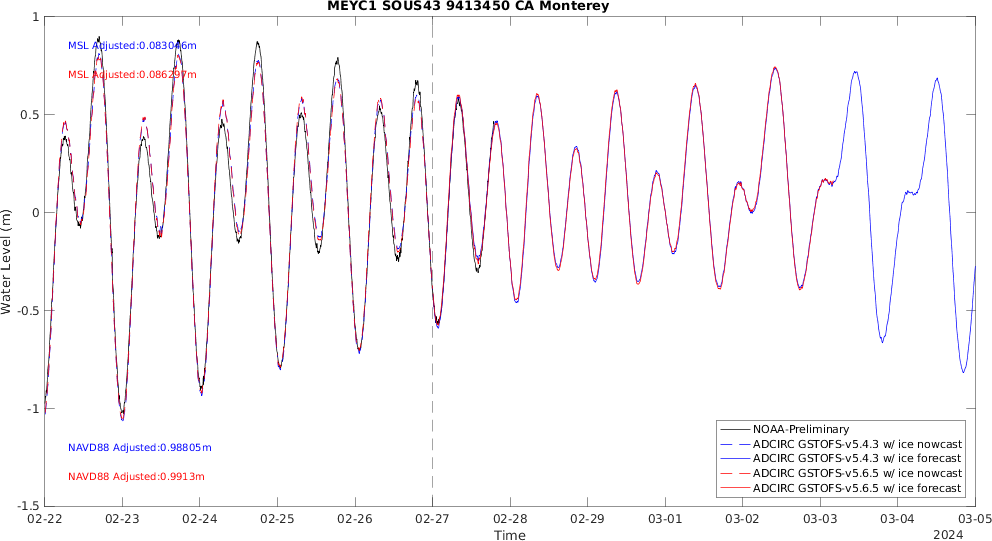 MEYC1 SOUS43 9413450 CA Monterey
MSL Adjusted:0.083046m
MSL Adjusted:0.086297m
1
0.5
0
-0.5
-1
-1.5
Water Level (m)
NAVD88 Adjusted:0.98805m
NAVD88 Adjusted:0.9913m
NOAA-Preliminary
ADCIRC GSTOFS-v5.4.3 w/ ice nowcast
ADCIRC GSTOFS-v5.4.3 w/ ice forecast
ADCIRC GSTOFS-v5.6.5 w/ ice nowcast
ADCIRC GSTOFS-v5.6.5 w/ ice forecast
02-22 02-23 02-24 02-25 02-26 02-27 02-28 02-29 03-01 03-02 03-03 03-04 03-05
Time
2024